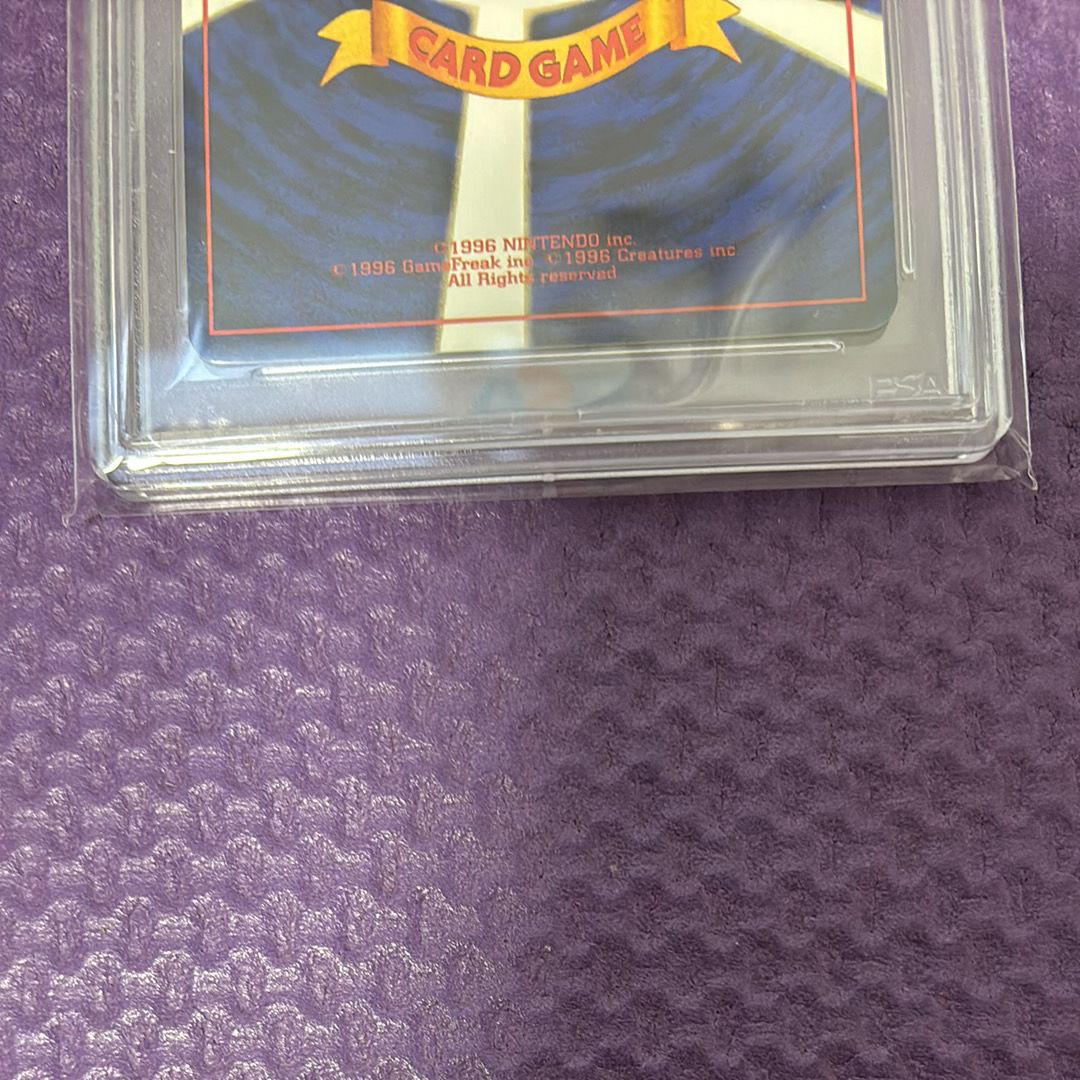 CARD GAME
©1996 NINTENDO inc.
©1996 GameFreak inc. ©1996 Creatures inc
All Rights reserved
PSA